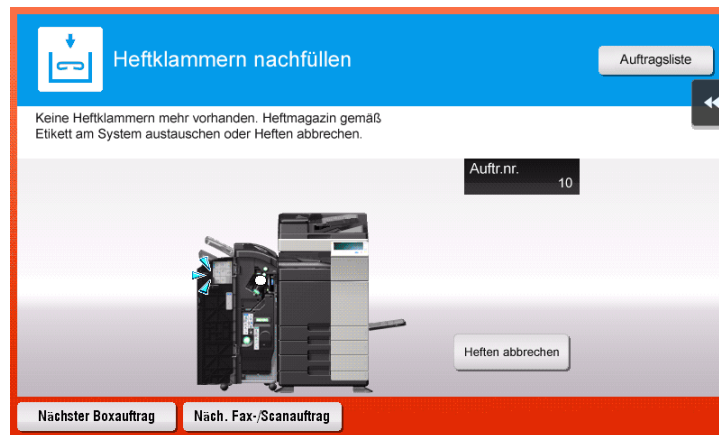 Heftklammern nachfüllen
Auftragsliste
Keine Heftklammern mehr vorhanden. Heftmagazin gemäß
Etikett am System austauschen oder Heften abbrechen.
Auftr.nr.
10
Heften abbrechen
Nächster Boxauftrag
Näch. Fax-/Scanauftrag